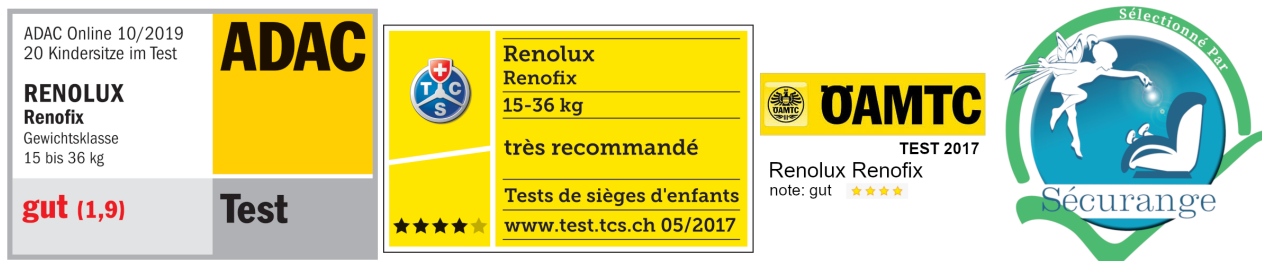 ADAC Online 10/2019
20 Kindersitze im Test
RENOLUX
Renofix
Gewichtsklasse
15 bis 36 kg
gut (1,9)
ADAC
Test
TCS
Renolux
Renofix
15-36 kg
très recommandé
Tests de sièges d'enfants
www.test.tcs.ch 05/2017
ÖAMTC
ÖAMTC
TEST 2017
Renolux Renofix
note: gut
Sélectionné Par
Sécurange